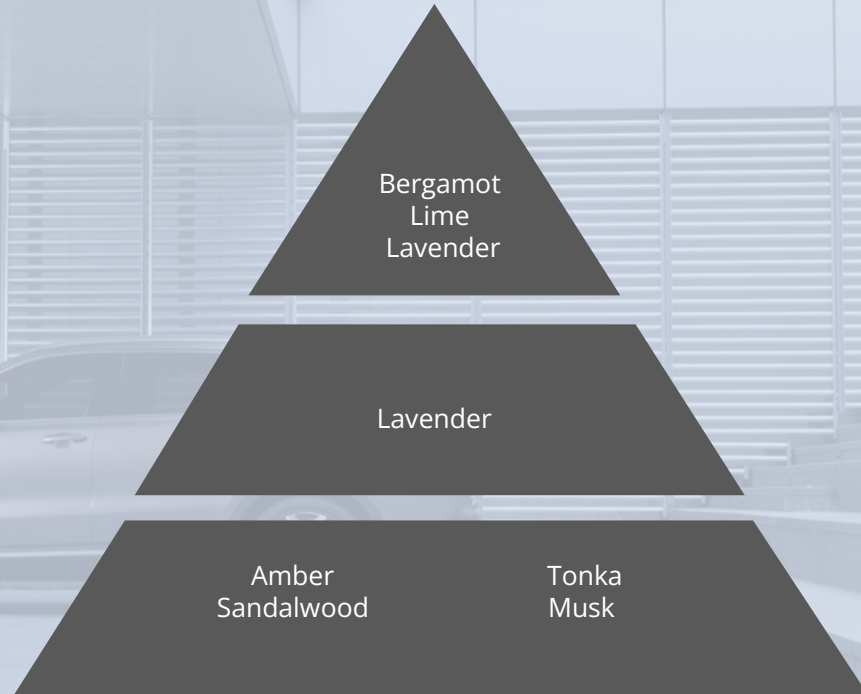 Bergamot
Lime
Lavender
Lavender
Amber
Sandalwood
Tonka
Musk